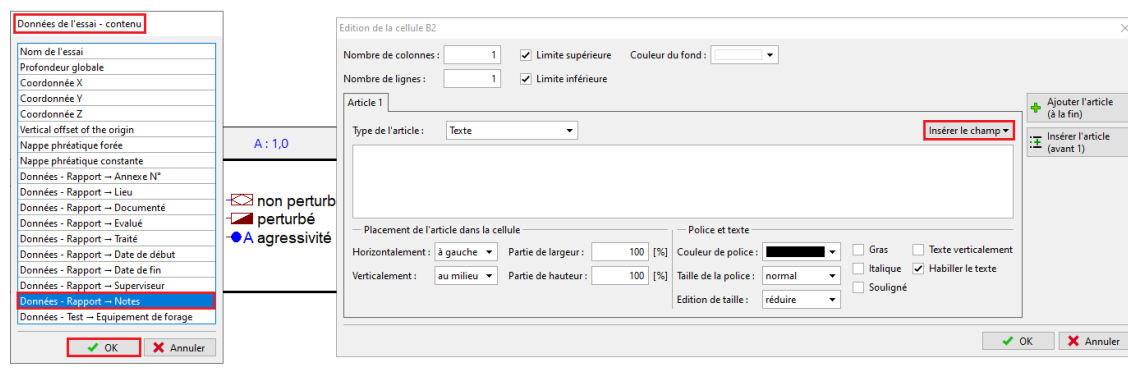 Données de l'essai - contenu
Nom de l'essai
Profondeur globale
Coordonnée X
Coordonnée Y
Coordonnée Z
Vertical offset of the origin
Nappe phréatique forée
Nappe phréatique constante
Données - Rapport → Annexe N°
Données - Rapport → Lieu
Données - Rapport → Documenté
Données - Rapport → Evalué
Données - Rapport → Traité
Données - Rapport → Date de début
Données - Rapport → Date de fin
Données - Rapport → Superviseur
Données - Rapport → Notes
Données - Test → Equipement de forage
OK Annuler
A : 1,0
non perturb
perturbé
A agressivité
Edition de la cellule B2
Nombre de colonnes : 1 Limite supérieure Couleur du fond :
Nombre de lignes : 1 Limite inférieure
Article 1
Type de l'article : Texte Insérer le champ
Ajouter l'article
(à la fin)
Insérer l'article
(avant 1)
Placement de l'article dans la cellule Police et texte
Horizontalement : à gauche Partie de largeur : 100 [%] Couleur de police : Gras Texte verticalement
Verticalement : au milieu Partie de hauteur : 100 [%] Taille de la police : normal Italique Habiller le texte
Souligné
Edition de taille : réduire
OK Annuler